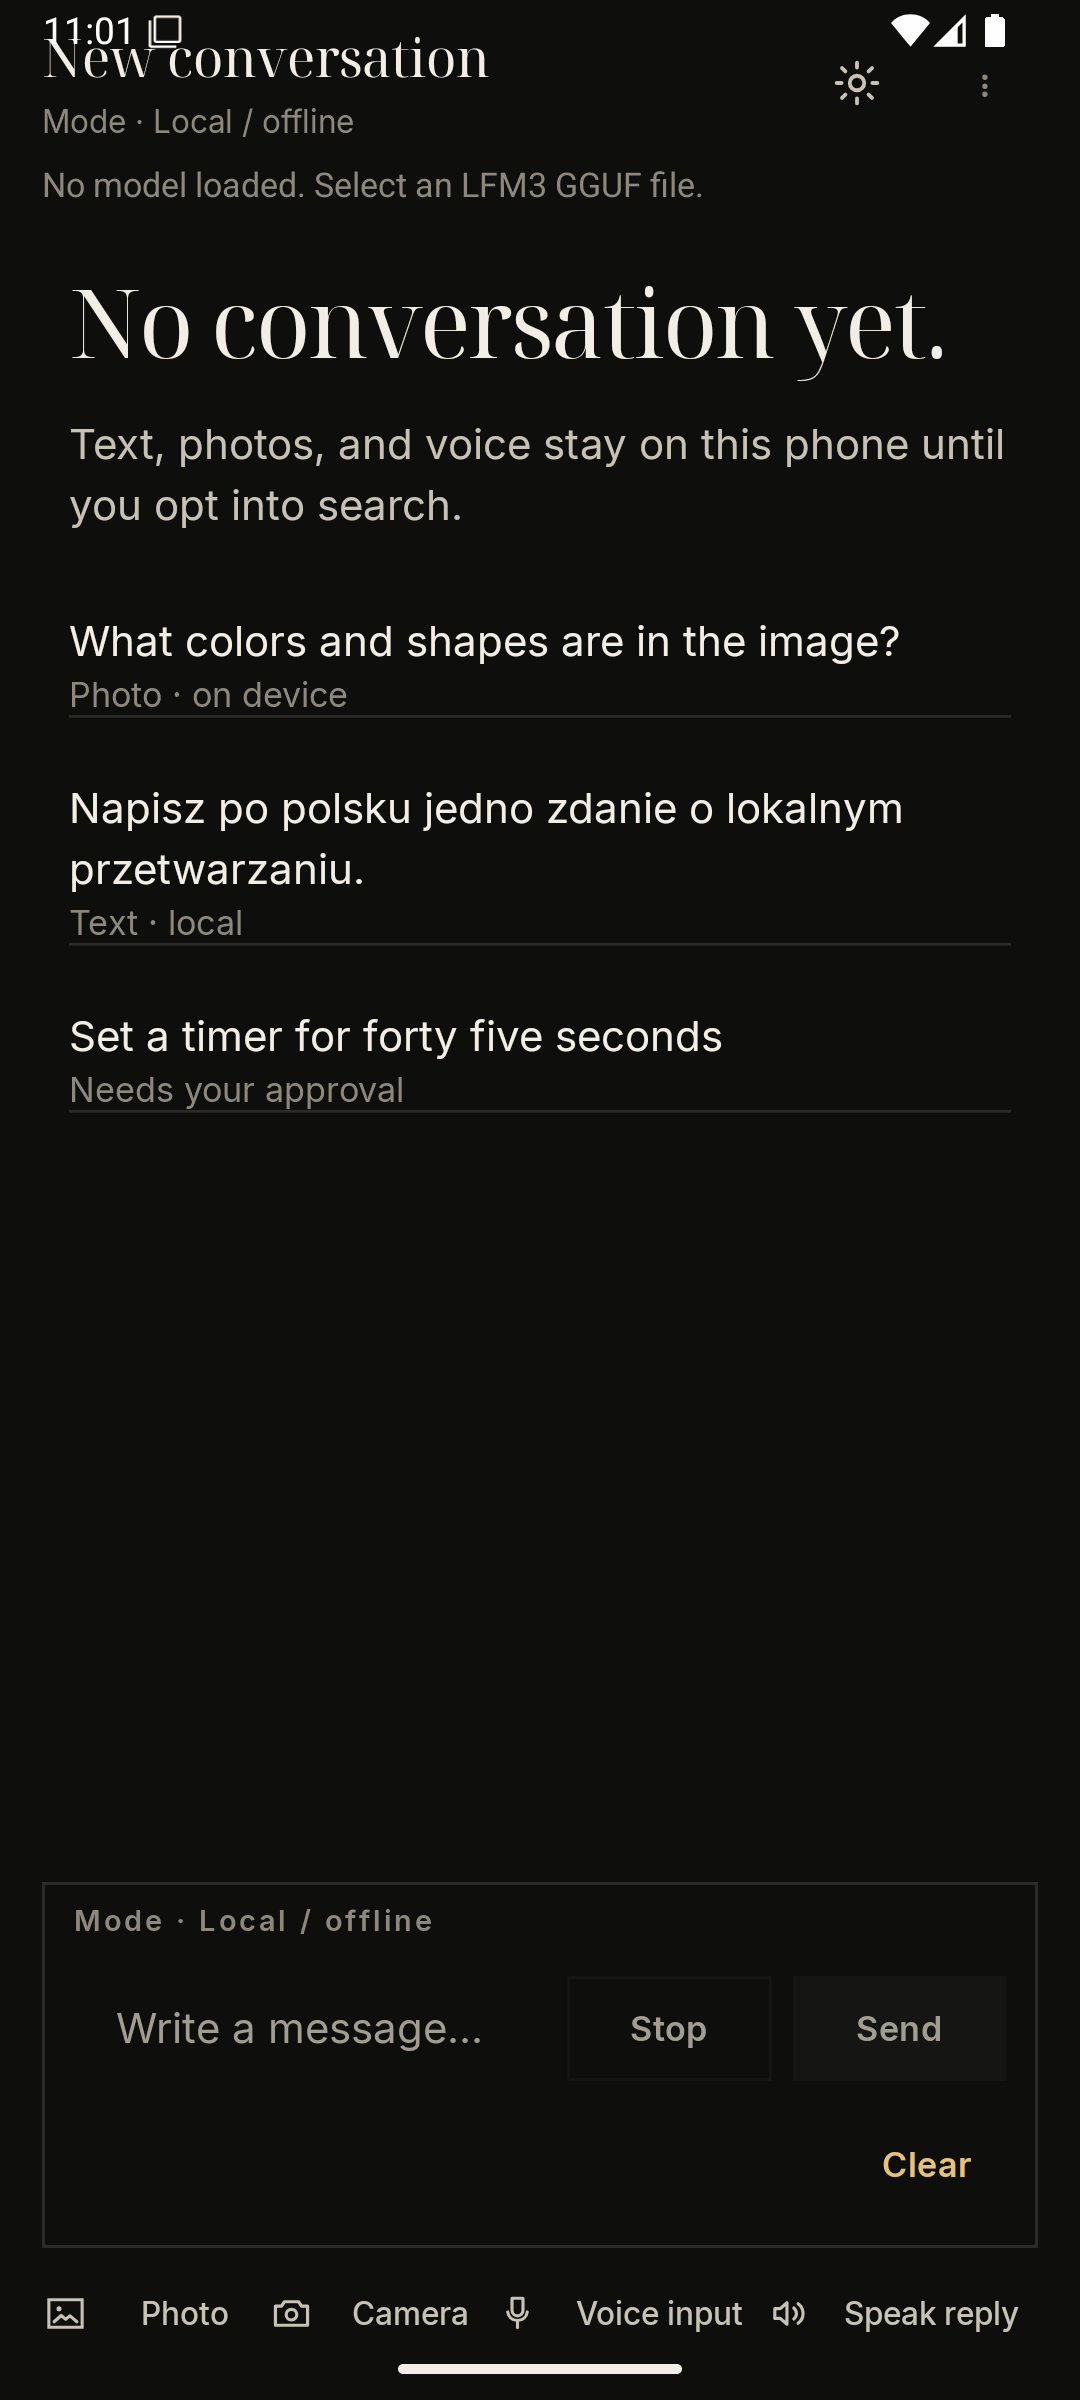 11:01
New conversation
Mode · Local / offline
No model loaded. Select an LFM3 GGUF file.
No conversation yet.
Text, photos, and voice stay on this phone until
you opt into search.
What colors and shapes are in the image?
Photo · on device
Napisz po polsku jedno zdanie o lokalnym
przetwarzaniu.
Text · local
Set a timer for forty five seconds
Needs your approval
Mode · Local / offline
Write a message...
Stop
Send
Clear
Photo
Camera
Voice input
Speak reply